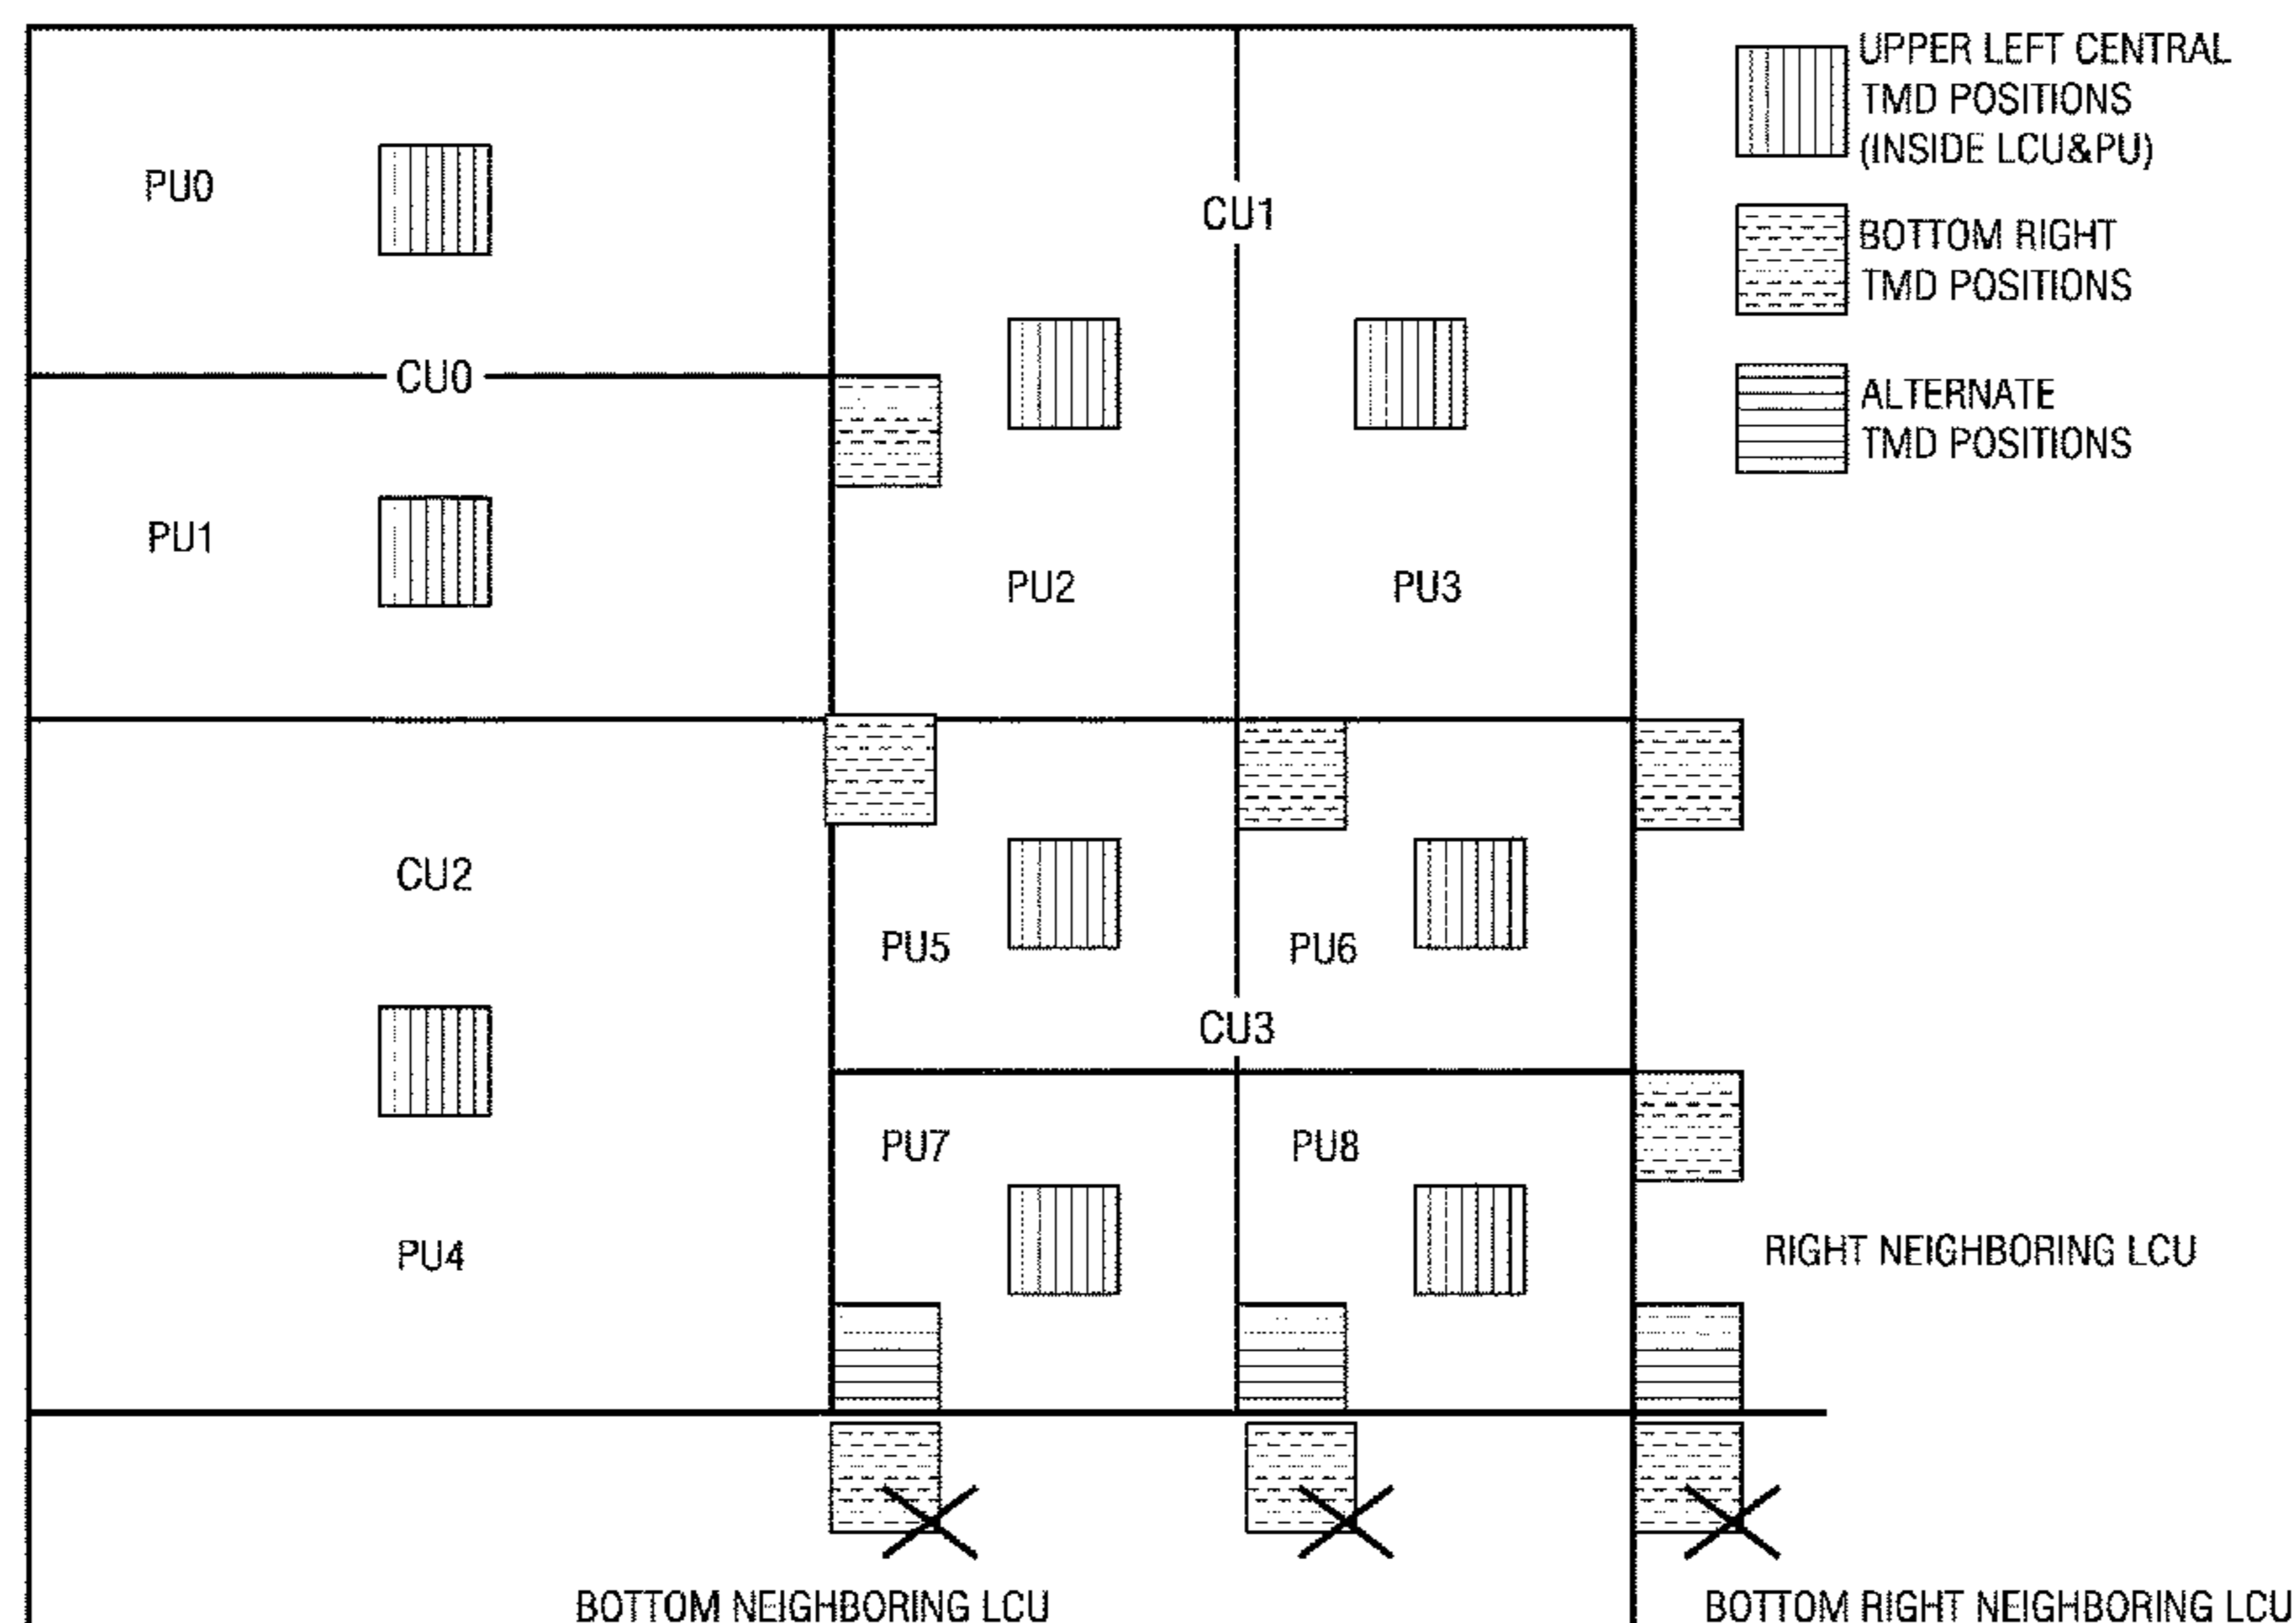 UPPER LEFT CENTRAL
TMD POSITIONS
(INSIDE LCU&PU)
BOTTOM RIGHT
TMD POSITIONS
ALTERNATE
TMD POSITIONS
PU0
CU1
CU0
PU1
PU2
PU3
CU2
PU5
PU6
CU3
PU7
PU8
PU4
RIGHT NEIGHBORING LCU
BOTTOM NEIGHBORING LCU
BOTTOM RIGHT NEIGHBORING LCU